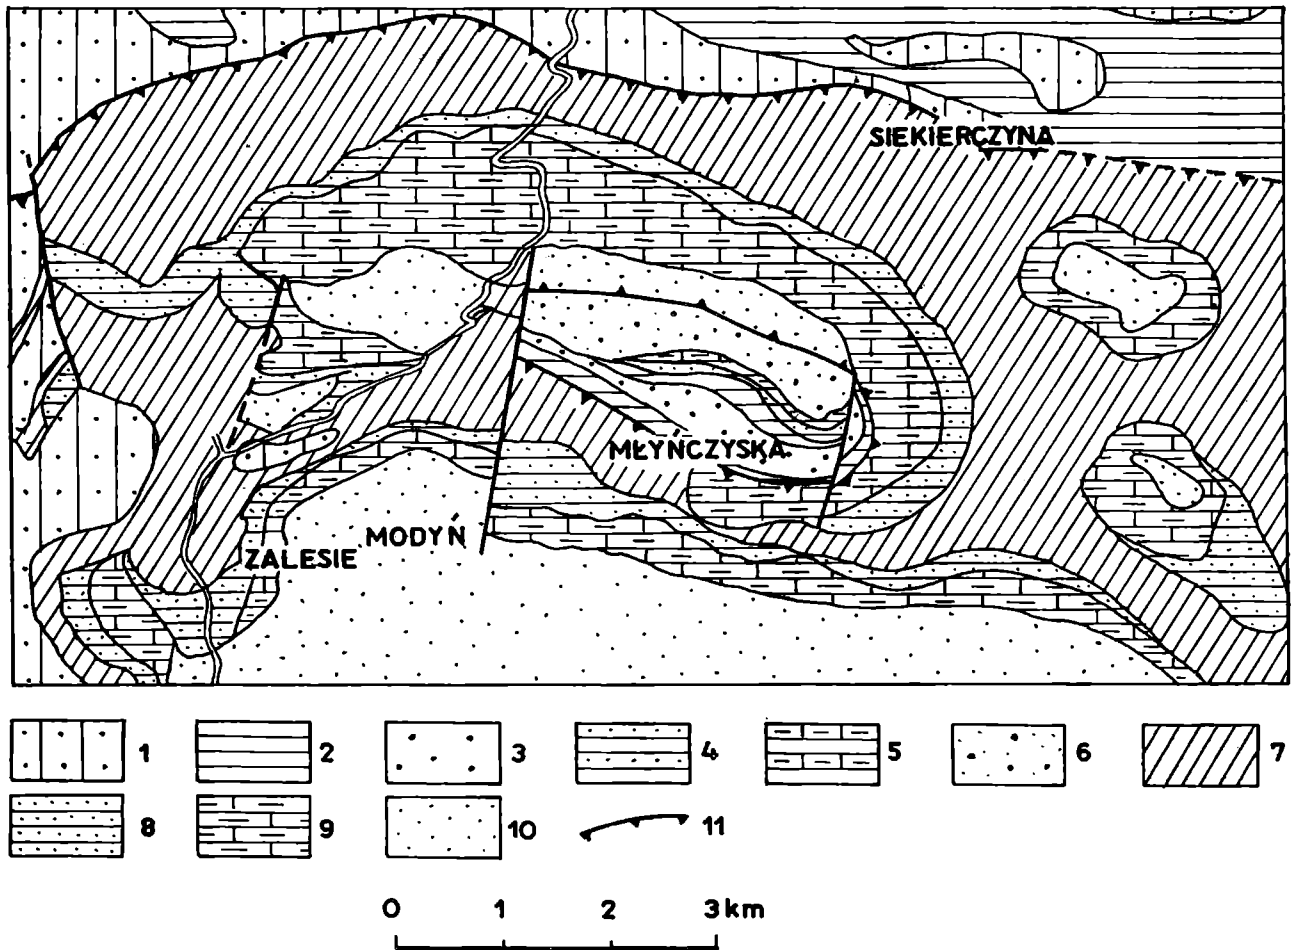 SIEKIERCZYNA
MŁYŃCZYSKA
MODYŃ
ZALESIE
1 2 3 4 5 6 7
8 9 10 11
0 1 2 3 km